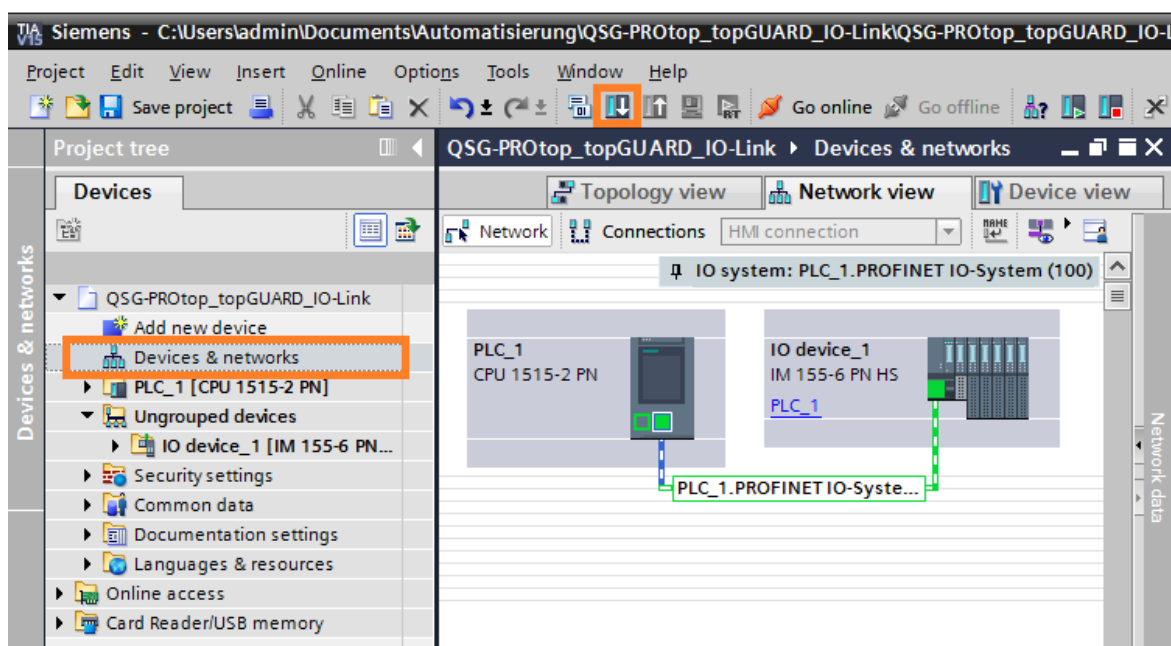 TIA V15 Siemens - C:\Users\admin\Documents\Automatisierung\QSG-PROtop_topGUARD_IO-Link\QSG-PROtop_topGUARD_IO-L
Project Edit View Insert Online Options Tools Window Help
Save project RT Go online Go offline
Project tree
QSG-PROtop_topGUARD_IO-Link Devices & networks
Devices
Topology view Network view Device view
Network Connections HMI connection NAME
IO system: PLC_1.PROFINET IO-System (100)
QSG-PROtop_topGUARD_IO-Link
Add new device
Devices & networks
PLC_1 [CPU 1515-2 PN]
Ungrouped devices
IO device_1 [IM 155-6 PN...
Security settings
Common data
Documentation settings
Languages & resources
Online access
Card Reader/USB memory
PLC_1
CPU 1515-2 PN
IO device_1
IM 155-6 PN HS
PLC_1
PLC_1.PROFINET IO-Syste...
Devices & networks
Network data